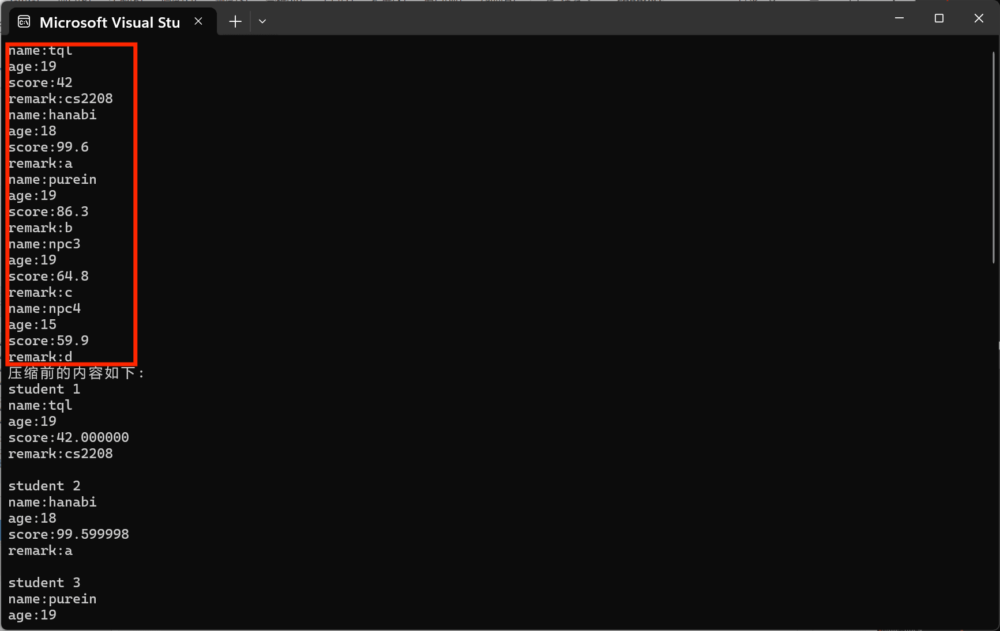 Microsoft Visual Stu
name:tql
age:19
score:42
remark:cs2208
name:hanabi
age:18
score:99.6
remark:a
name:purein
age:19
score:86.3
remark:b
name:npc3
age:19
score:64.8
remark:c
name:npc4
age:15
score:59.9
remark:d
压缩前的内容如下:
student 1
name:tql
age:19
score:42.000000
remark:cs2208
student 2
name:hanabi
age:18
score:99.599998
remark:a
student 3
name:purein
age:19